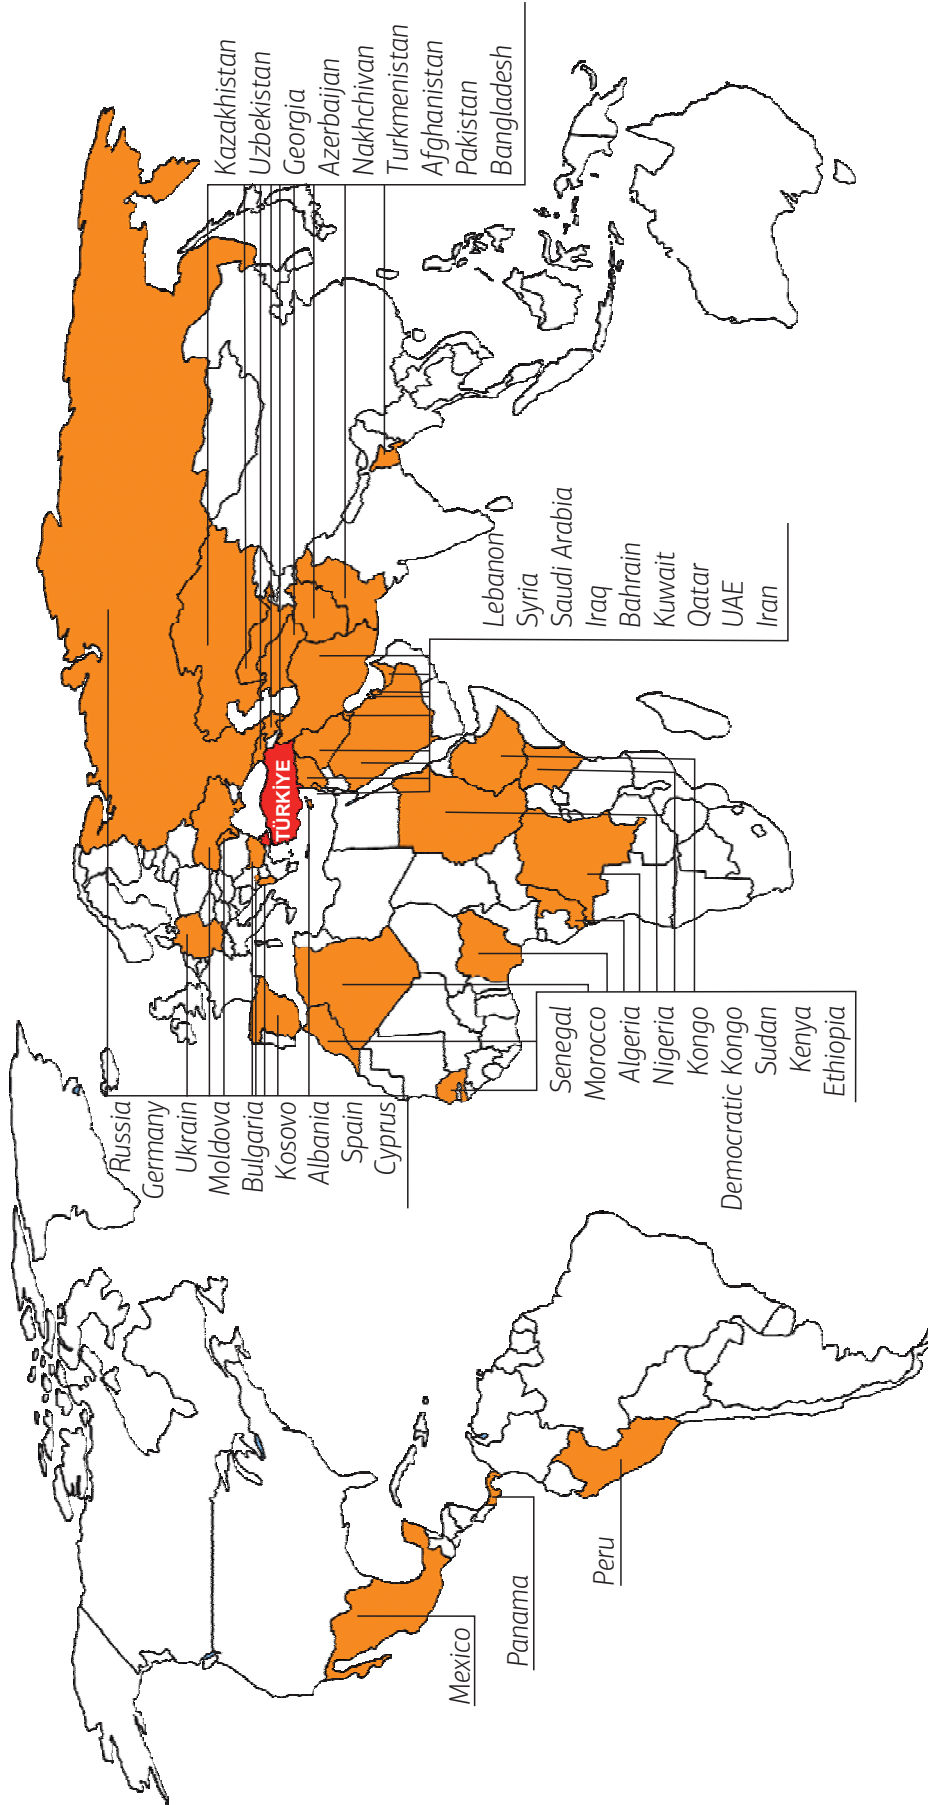 Kazakhistan
Uzbekistan
Georgia
Azerbaijan
Nakhchivan
Turkmenistan
Afghanistan
Pakistan
Bangladesh
TÜRKİYE
Lebanon
Syria
Saudi Arabia
Iraq
Bahrain
Kuwait
Qatar
UAE
Iran
Russia
Germany
Ukrain
Moldova
Bulgaria
Kosovo
Albania
Spain
Cyprus
Senegal
Morocco
Algeria
Nigeria
Kongo
Democratic Kongo
Sudan
Kenya
Ethiopia
Mexico
Panama
Peru